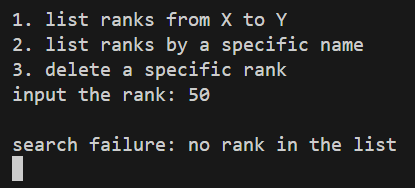 1. list ranks from X to Y
2. list ranks by a specific name
3. delete a specific rank
input the rank: 50
search failure: no rank in the list